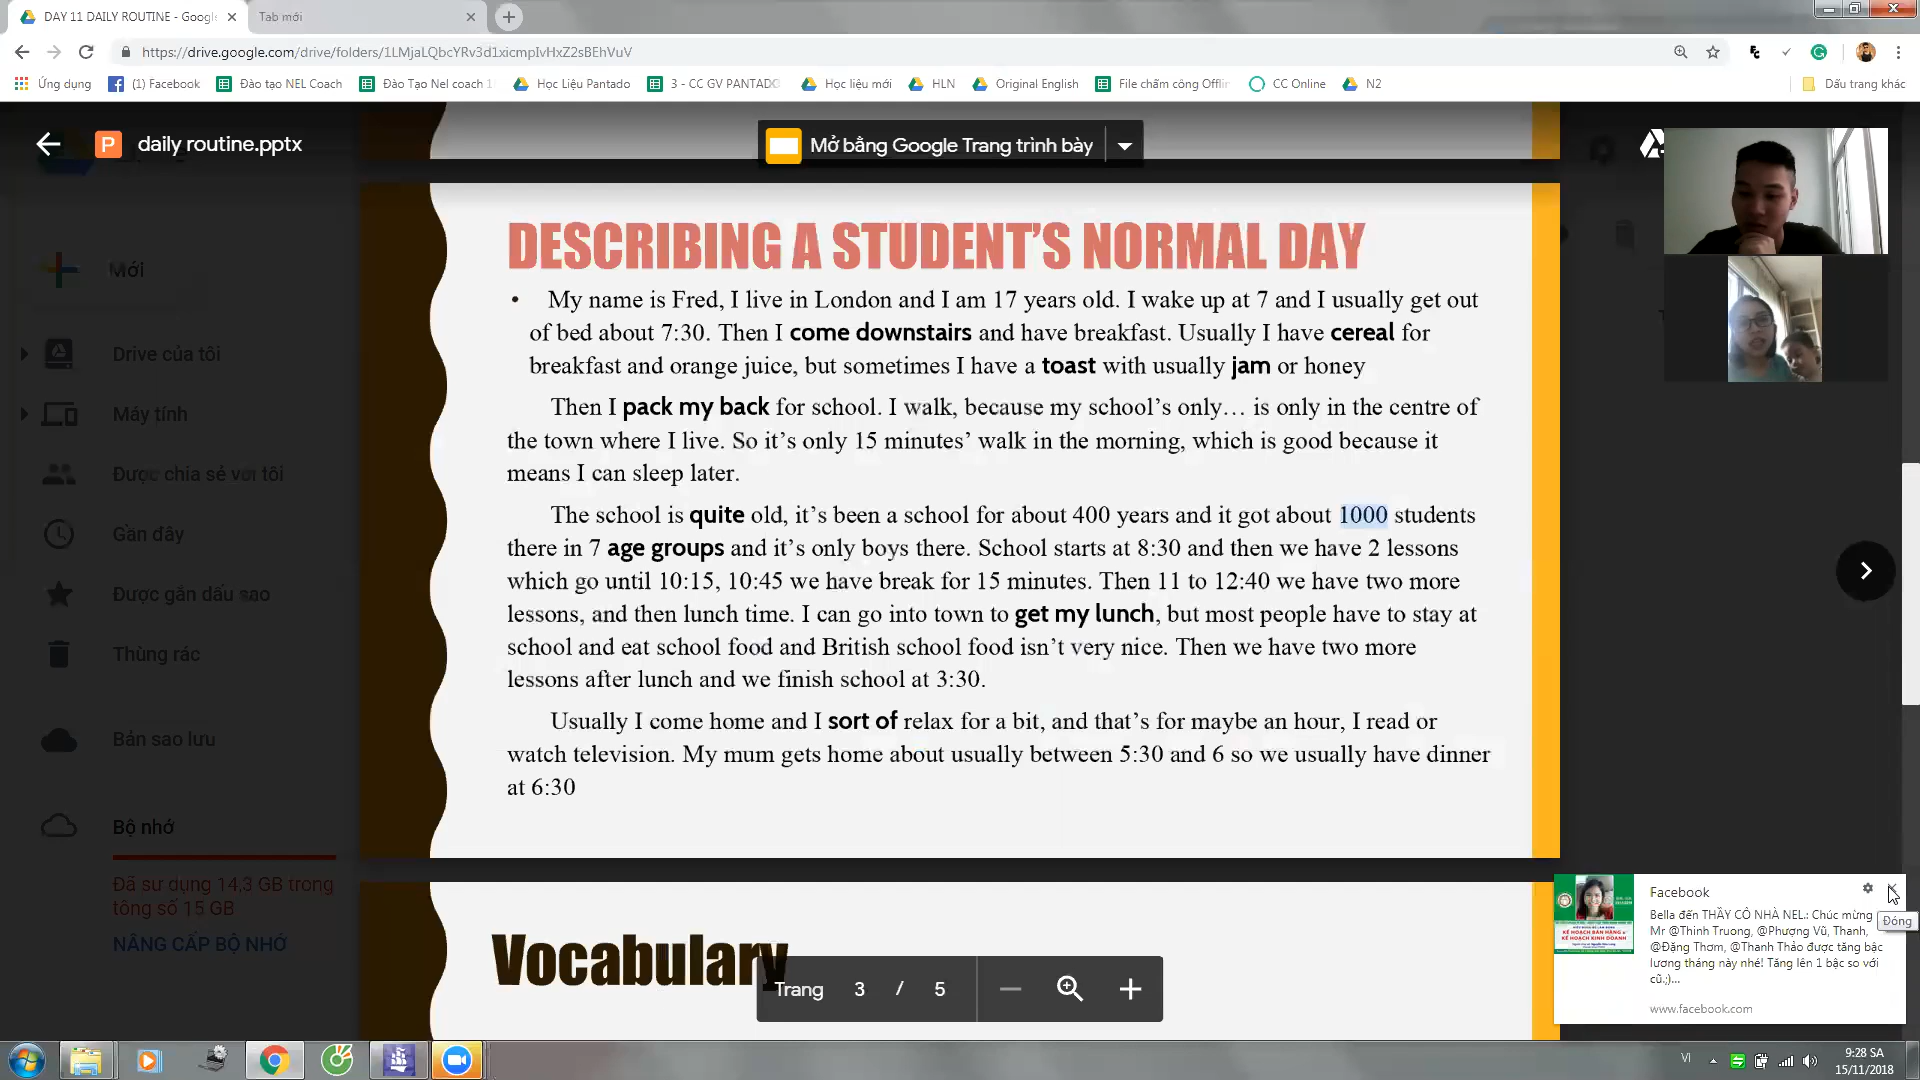 DAY 11 DAILY ROUTINE - Google
Tab mới
https://drive.google.com/drive/folders/1LMjaLQbcYRv3d1xicmpIvHxZ2sBEhVuV
Ứng dụng
(1) Facebook
Đào tạo NEL Coach
Đào Tạo Nel coach 1
Học Liệu Pantado
3 - CC GV PANTADO
Học liệu mới
HLN
Original English
File chấm công Offlin
CC Online
N2
Dấu trang khác
daily routine.pptx
Mở bằng Google Trang trình bày
DESCRIBING A STUDENT'S NORMAL DAY
• My name is Fred, I live in London and I am 17 years old. I wake up at 7 and I usually get out
of bed about 7:30. Then I come downstairs and have breakfast. Usually I have cereal for
breakfast and orange juice, but sometimes I have a toast with usually jam or honey
Then I pack my back for school. I walk, because my school's only… is only in the centre of
the town where I live. So it's only 15 minutes' walk in the morning, which is good because it
means I can sleep later.
The school is quite old, it's been a school for about 400 years and it got about 1000 students
there in 7 age groups and it's only boys there. School starts at 8:30 and then we have 2 lessons
which go until 10:15, 10:45 we have break for 15 minutes. Then 11 to 12:40 we have two more
lessons, and then lunch time. I can go into town to get my lunch, but most people have to stay at
school and eat school food and British school food isn't very nice. Then we have two more
lessons after lunch and we finish school at 3:30.
Usually I come home and I sort of relax for a bit, and that's for maybe an hour, I read or
watch television. My mum gets home about usually between 5:30 and 6 so we usually have dinner
at 6:30
Vocabulary
Mới
Drive của tôi
Máy tính
Được chia sẻ với tôi
Gần đây
Được gắn dấu sao
Thùng rác
Bản sao lưu
Bộ nhớ
Đã sử dụng 14,3 GB trong
tổng số 15 GB
NÂNG CẤP BỘ NHỚ
Trang 3 / 5
Facebook
Bella đến THẦY CÔ NHÀ NEL.: Chúc mừng
Mr @Thinh Truong, @Phượng Vũ, Thanh,
@Đặng Thơm, @Thanh Thảo được tăng bậc
lương tháng này nhé! Tăng lên 1 bậc so với
cũ.;)...
www.facebook.com
Đóng
KẾ HOẠCH BÁN HÀNG
KẾ HOẠCH KINH DOANH
VI
9:28 SA
15/11/2018